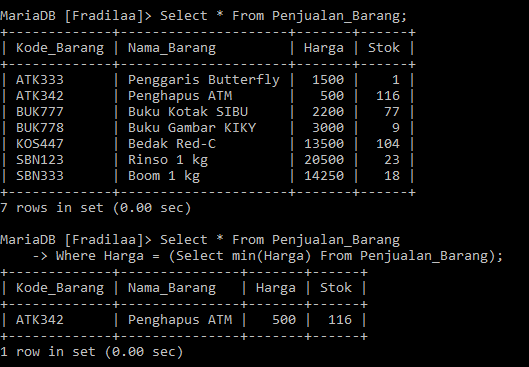 MariaDB [Fradilaa]> Select * From Penjualan_Barang;
+-------------+---------------------+-------+------+
| Kode_Barang | Nama_Barang         | Harga | Stok |
+-------------+---------------------+-------+------+
| ATK333      | Penggaris Butterfly |  1500 |    1 |
| ATK342      | Penghapus ATM       |   500 |  116 |
| BUK777      | Buku Kotak SIBU     |  2200 |   77 |
| BUK778      | Buku Gambar KIKY    |  3000 |    9 |
| KOS447      | Bedak Red-C         | 13500 |  104 |
| SBN123      | Rinso 1 kg          | 20500 |   23 |
| SBN333      | Boom 1 kg           | 14250 |   18 |
+-------------+---------------------+-------+------+
7 rows in set (0.00 sec)

MariaDB [Fradilaa]> Select * From Penjualan_Barang
    -> Where Harga = (Select min(Harga) From Penjualan_Barang);
+-------------+---------------+-------+------+
| Kode_Barang | Nama_Barang   | Harga | Stok |
+-------------+---------------+-------+------+
| ATK342      | Penghapus ATM |   500 |  116 |
+-------------+---------------+-------+------+
1 row in set (0.00 sec)